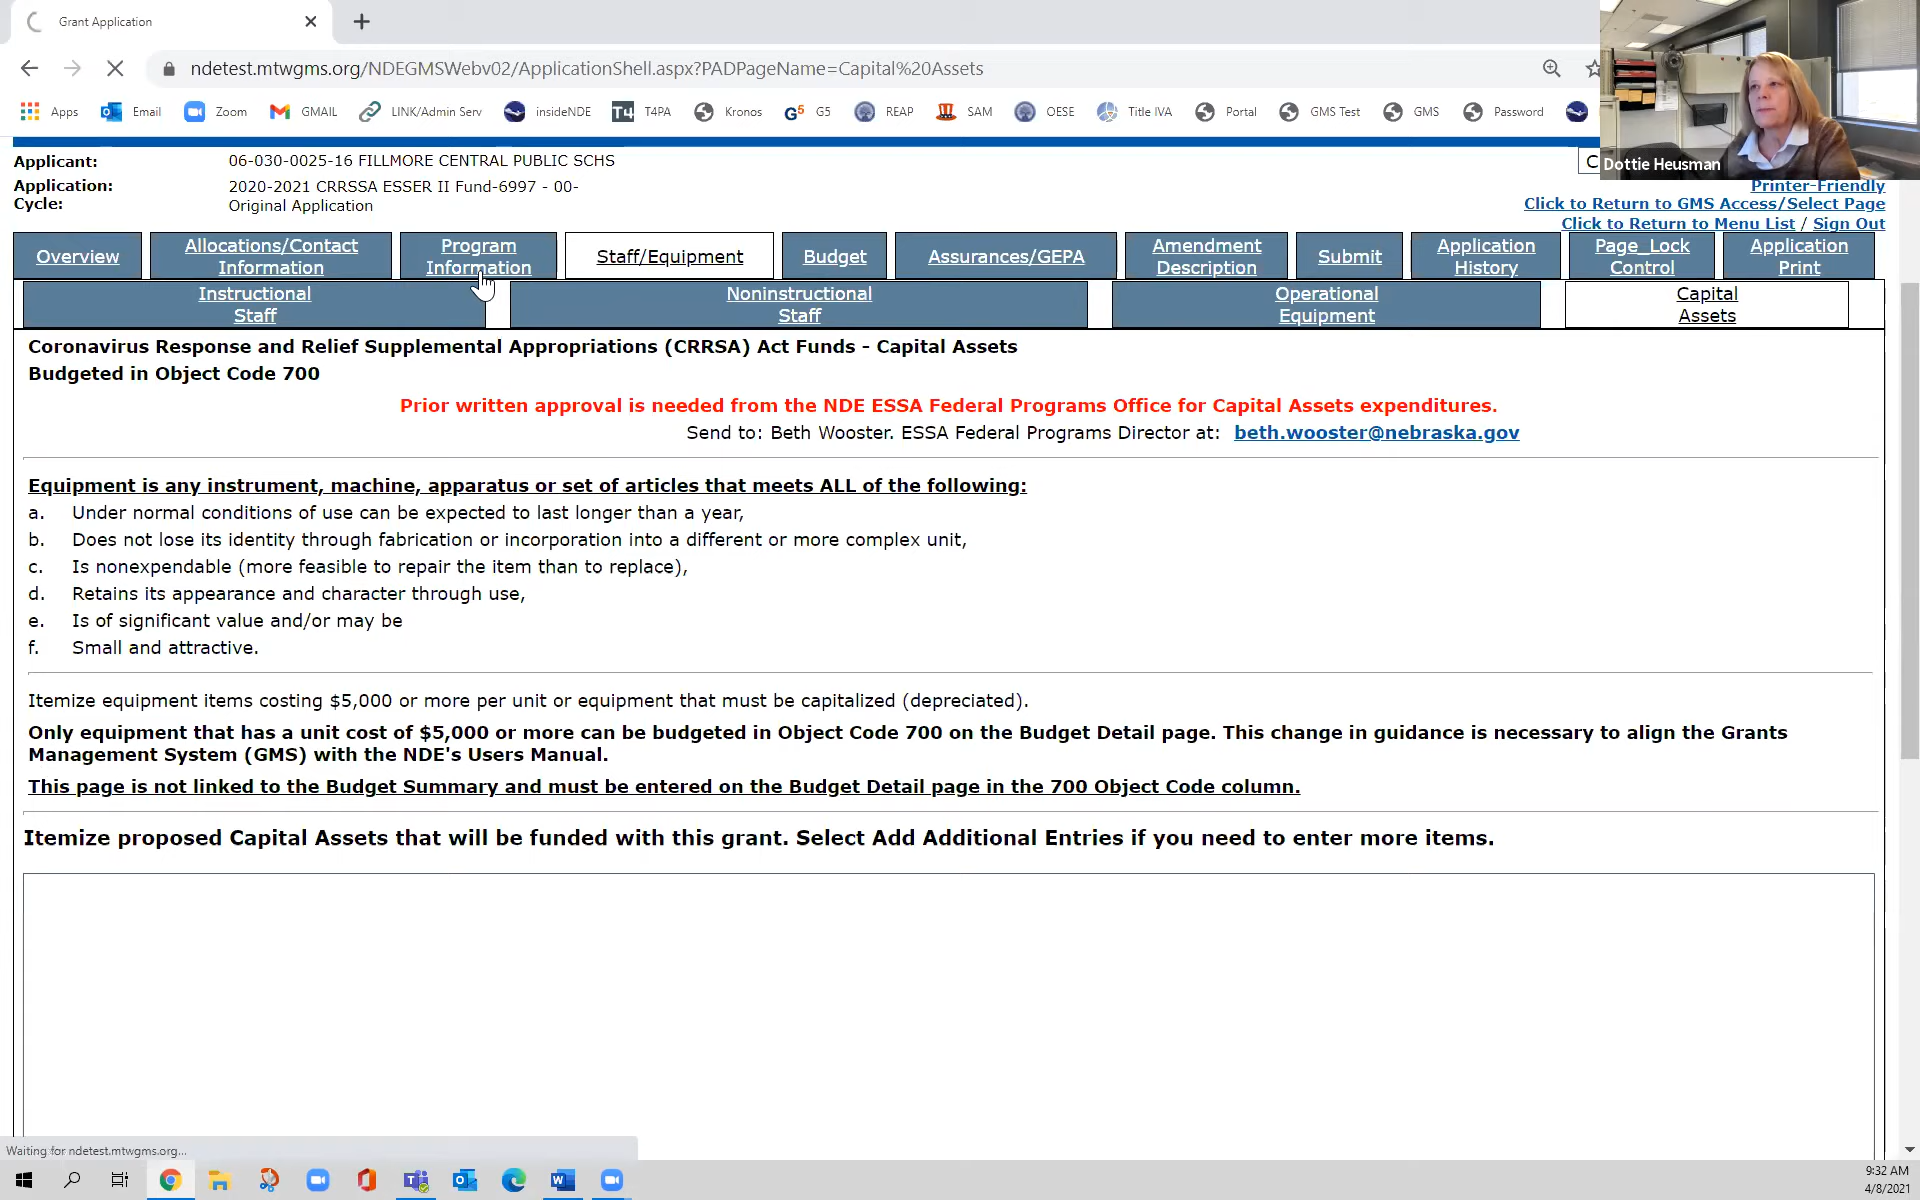 Grant Application
ndetest.mtwgms.org/NDEGMSWebv02/ApplicationShell.aspx?PADPageName=Capital%20Assets
Apps Email Zoom GMAIL LINK/Admin Serv insideNDE T4 T4PA Kronos G5 G5 REAP SAM OESE Title IVA Portal GMS Test GMS Password
Dottie Heusman
Applicant: 06-030-0025-16 FILLMORE CENTRAL PUBLIC SCHS
Application: 2020-2021 CRRSSA ESSER II Fund-6997 - 00-
Cycle: Original Application
C
Printer-Friendly
Click to Return to GMS Access/Select Page
Click to Return to Menu List / Sign Out
Overview
Allocations/Contact
Information
Program
Information
Staff/Equipment
Budget
Assurances/GEPA
Amendment
Description
Submit
Application
History
Page_Lock
Control
Application
Print
Instructional
Staff
Noninstructional
Staff
Operational
Equipment
Capital
Assets
Coronavirus Response and Relief Supplemental Appropriations (CRRSA) Act Funds - Capital Assets
Budgeted in Object Code 700
Prior written approval is needed from the NDE ESSA Federal Programs Office for Capital Assets expenditures.
Send to: Beth Wooster. ESSA Federal Programs Director at: beth.wooster@nebraska.gov
Equipment is any instrument, machine, apparatus or set of articles that meets ALL of the following:
a. Under normal conditions of use can be expected to last longer than a year,
b. Does not lose its identity through fabrication or incorporation into a different or more complex unit,
c. Is nonexpendable (more feasible to repair the item than to replace),
d. Retains its appearance and character through use,
e. Is of significant value and/or may be
f. Small and attractive.
Itemize equipment items costing $5,000 or more per unit or equipment that must be capitalized (depreciated).
Only equipment that has a unit cost of $5,000 or more can be budgeted in Object Code 700 on the Budget Detail page. This change in guidance is necessary to align the Grants
Management System (GMS) with the NDE's Users Manual.
This page is not linked to the Budget Summary and must be entered on the Budget Detail page in the 700 Object Code column.
Itemize proposed Capital Assets that will be funded with this grant. Select Add Additional Entries if you need to enter more items.
Waiting for ndetest.mtwgms.org...
9:32 AM
4/8/2021